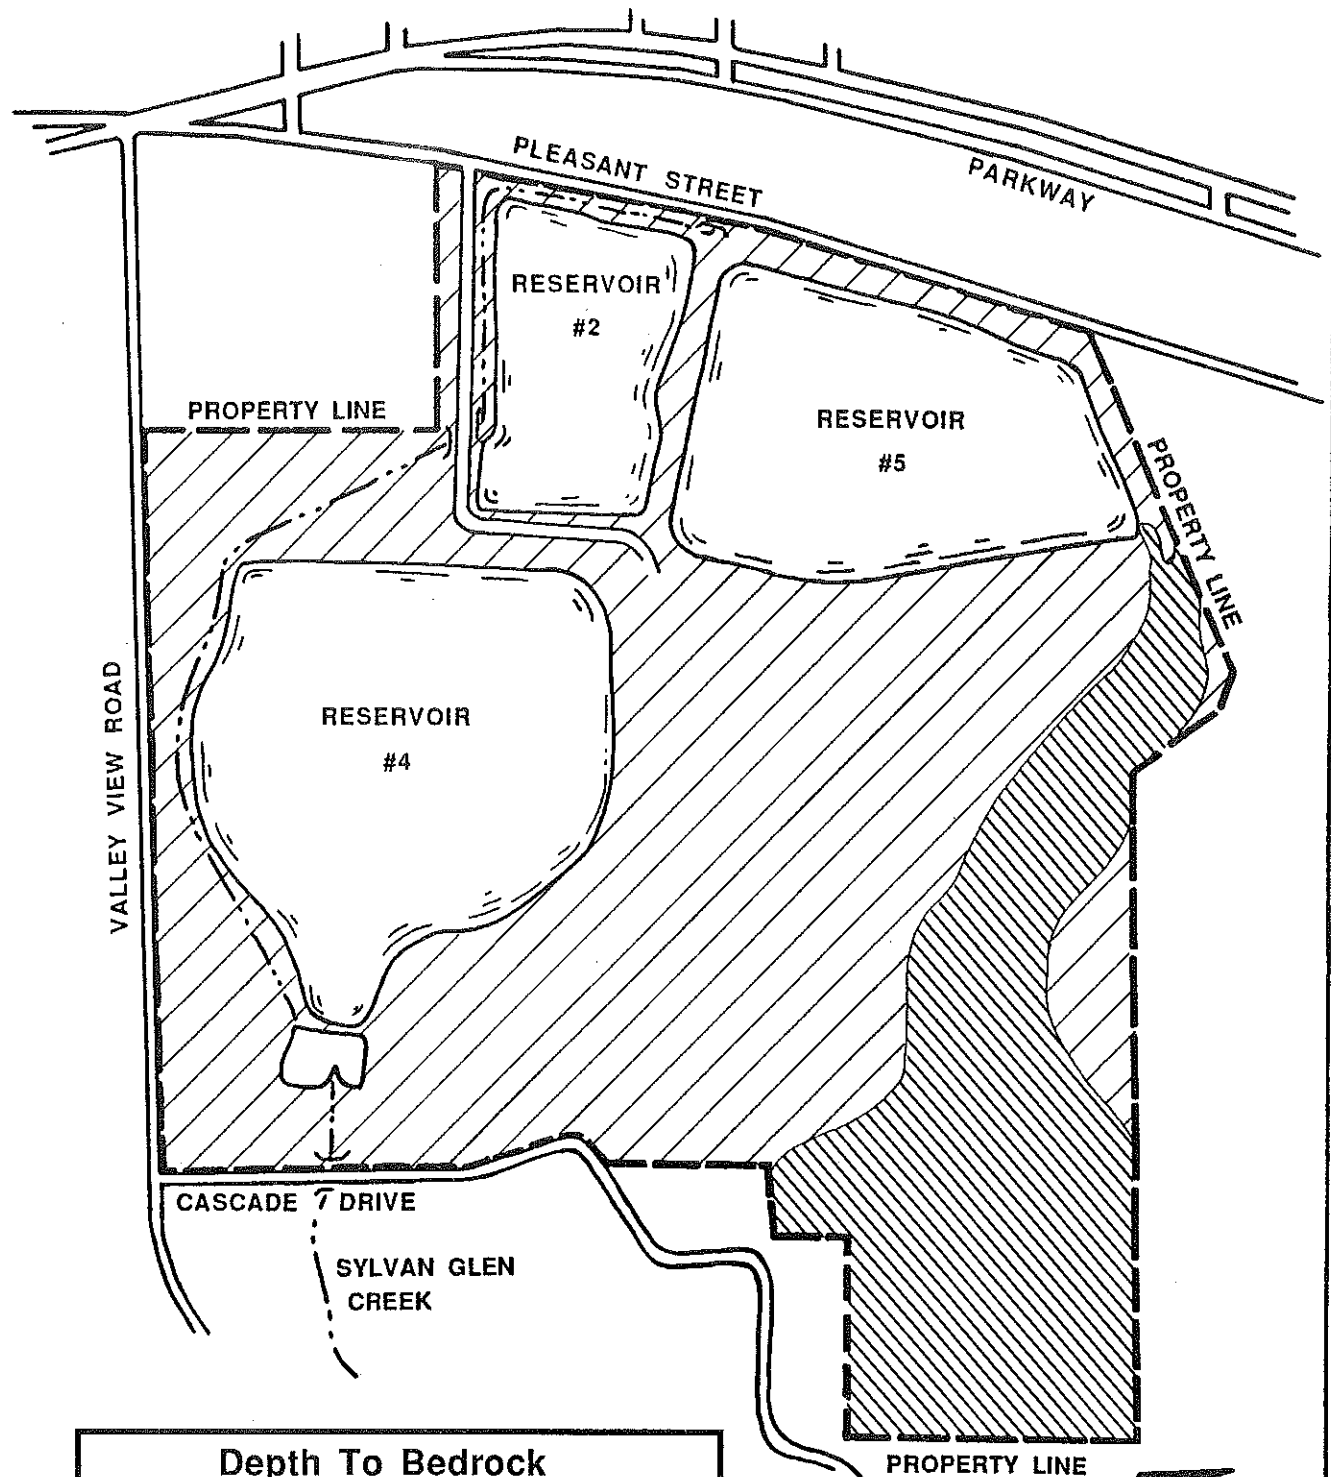 PLEASANT STREET
PARKWAY
RESERVOIR
#2
RESERVOIR
#5
PROPERTY LINE
PROPERTY LINE
RESERVOIR
#4
VALLEY VIEW ROAD
CASCADE DRIVE
SYLVAN GLEN
CREEK
Depth To Bedrock
PROPERTY LINE